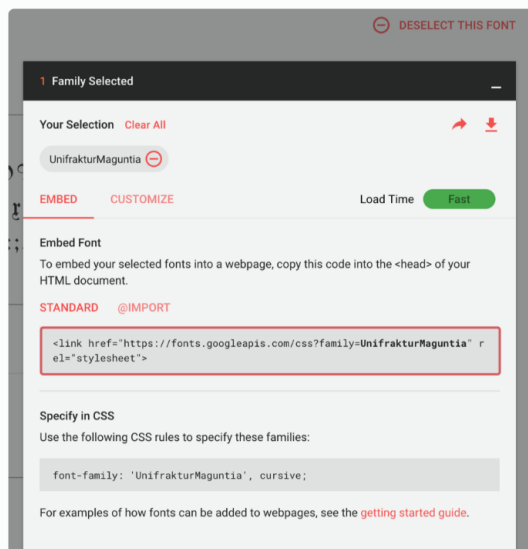 DESELECT THIS FONT
1 Family Selected
Your Selection Clear All
UnifrakturMaguntia
EMBED CUSTOMIZE Load Time Fast
Embed Font
To embed your selected fonts into a webpage, copy this code into the <head> of your
HTML document.
STANDARD @IMPORT
<link href="https://fonts.googleapis.com/css?family=UnifrakturMaguntia" r
el="stylesheet">
Specify in CSS
Use the following CSS rules to specify these families:
font-family: 'UnifrakturMaguntia', cursive;
For examples of how fonts can be added to webpages, see the getting started guide.